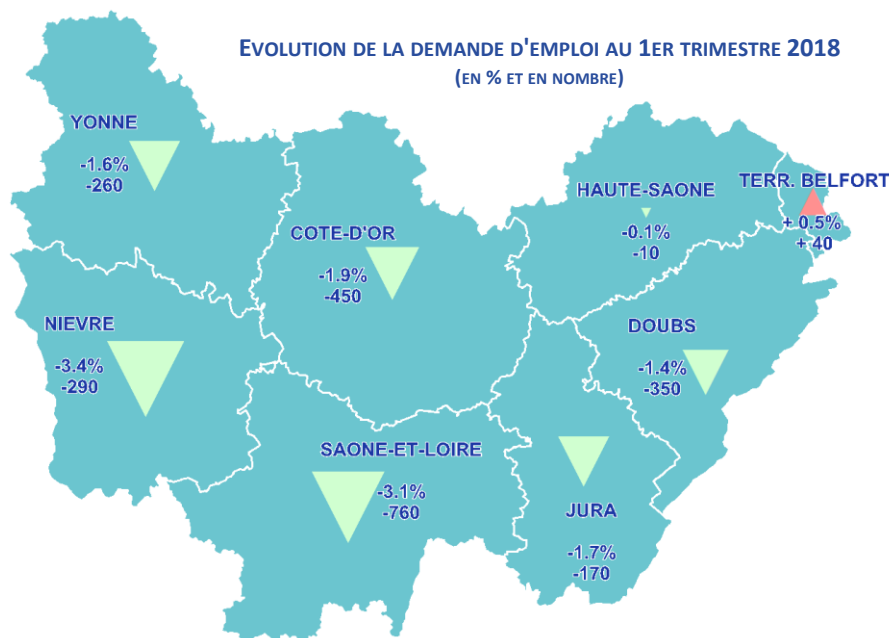 EVOLUTION DE LA DEMANDE D'EMPLOI AU 1ER TRIMESTRE 2018
(EN % ET EN NOMBRE)
YONNE
-1.6%
-260
COTE-D'OR
-1.9%
-450
HAUTE-SAONE
-0.1%
-10
TERR. BELFORT
+ 0.5%
+ 40
NIEVRE
-3.4%
-290
DOUBS
-1.4%
-350
SAONE-ET-LOIRE
-3.1%
-760
JURA
-1.7%
-170